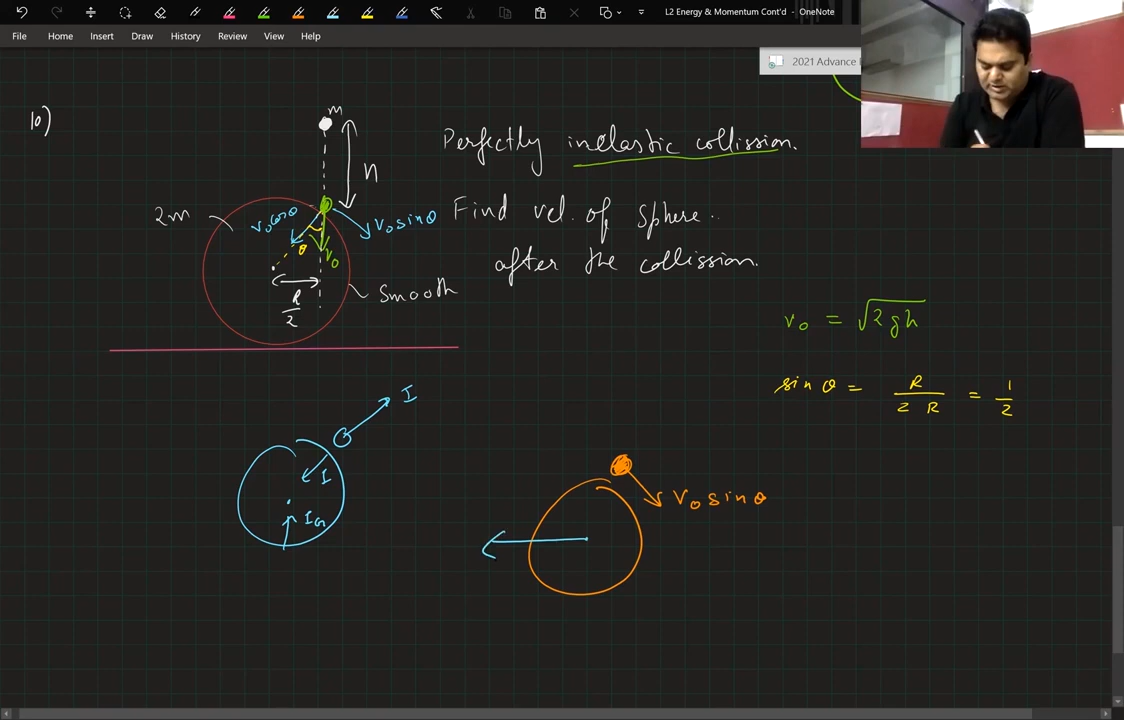 L2 Energy & Momentum Cont'd - OneNote
File Home Insert Draw History Review View Help
2021 Advance
10)
m
h
2m
v₀cosθ
v₀sinθ
θ
v₀
R/2
Smooth
Perfectly inelastic collission.
Find vel. of Sphere..
after the collission.
v₀ = √2gh
sin θ = R/2R = 1/2
I
I
I_G
v₀sinθ